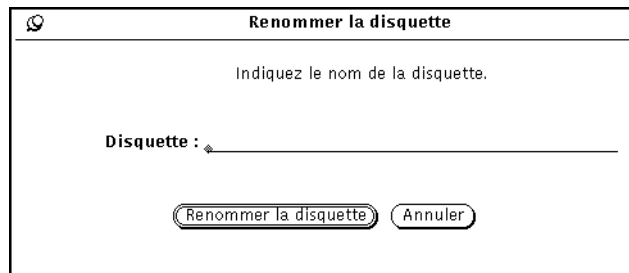 Renommer la disquette
Indiquez le nom de la disquette.
Disquette :
Renommer la disquette Annuler